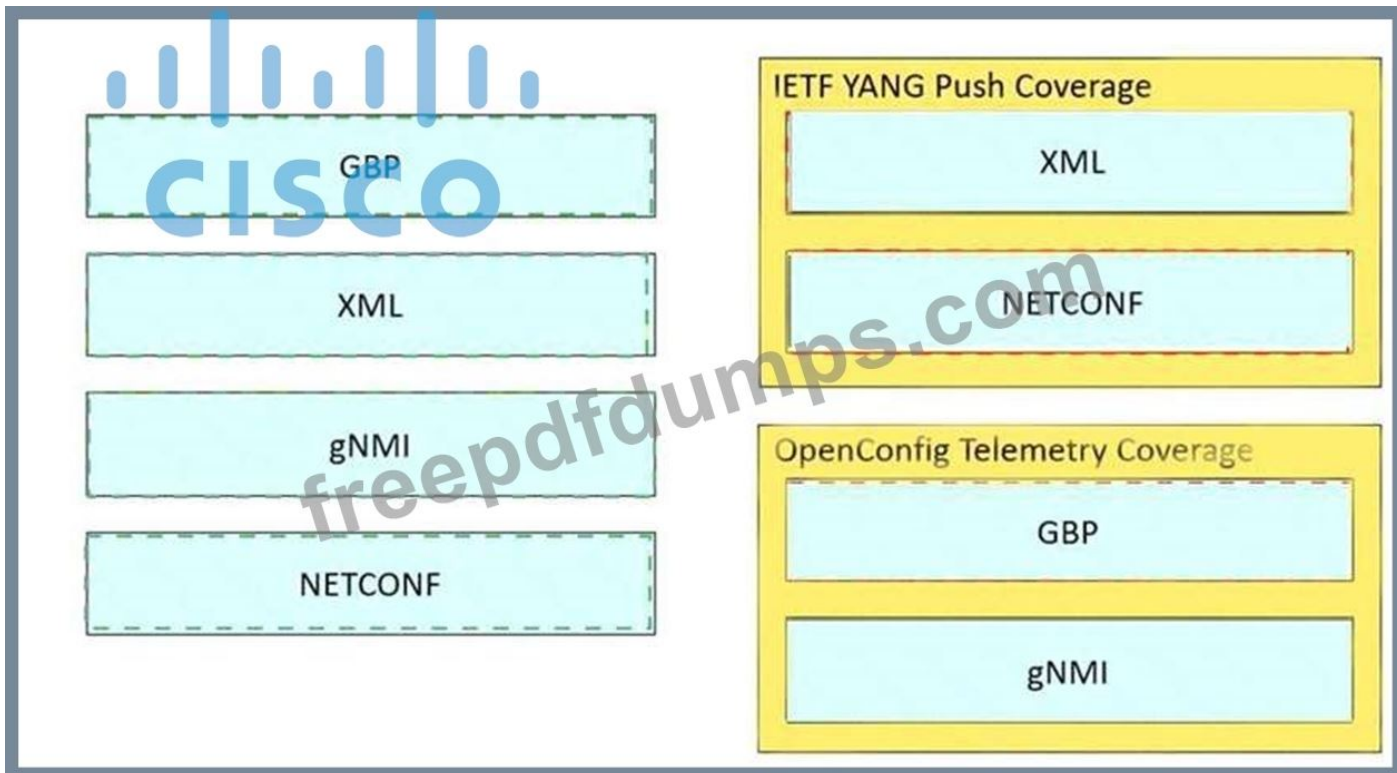 CISCO
GBP
XML
gNMI
NETCONF
IETF YANG Push Coverage
XML
NETCONF
OpenConfig Telemetry Coverage
GBP
gNMI
freepdfdumps.com